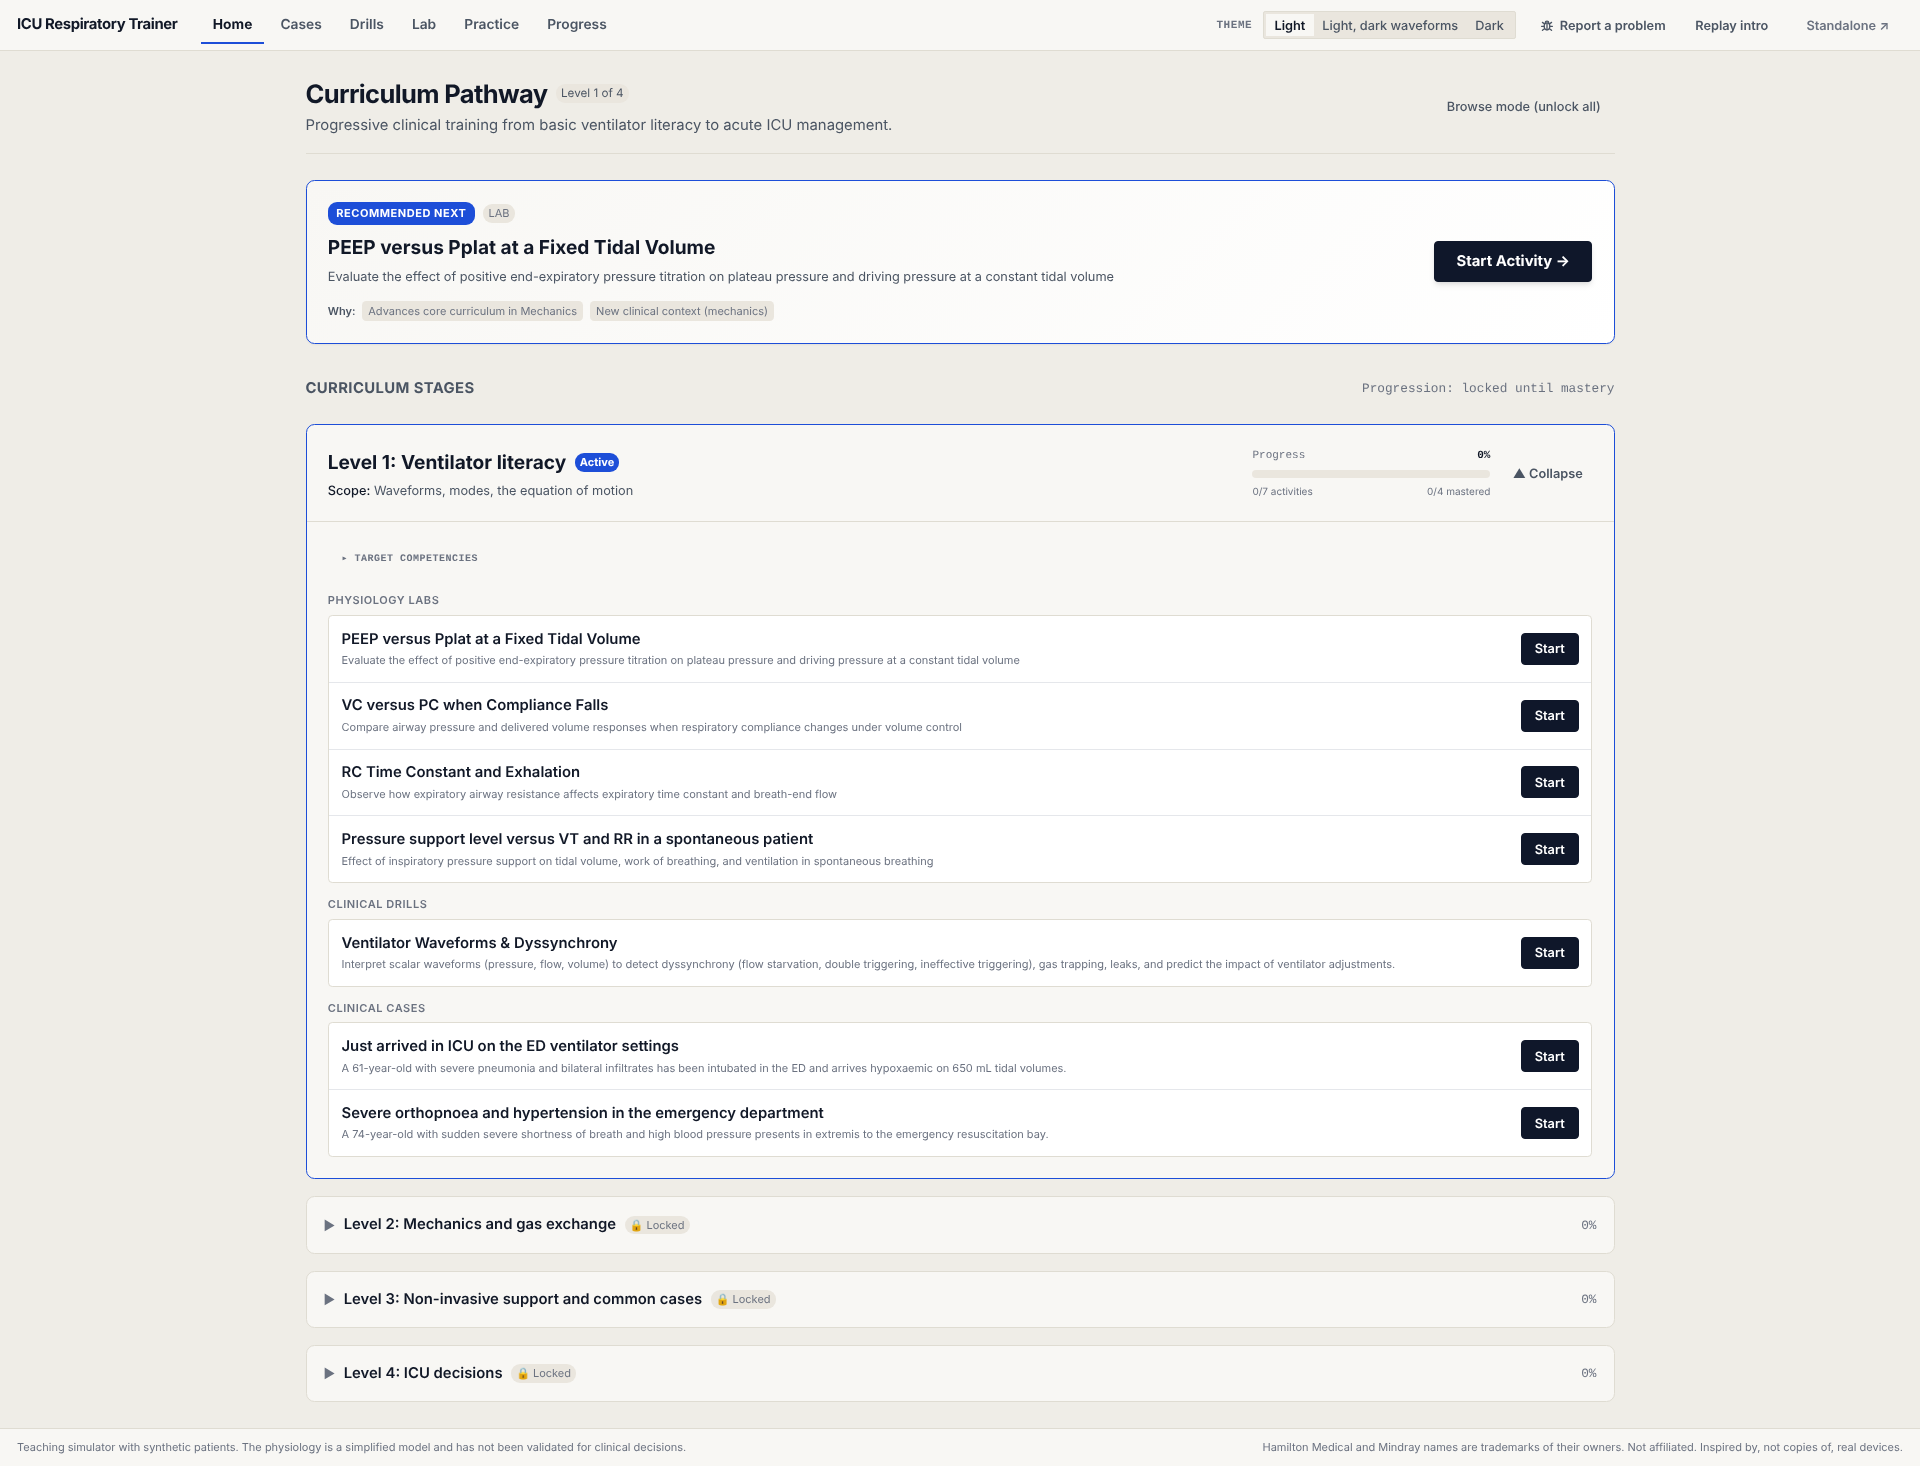 ICU Respiratory Trainer Home Cases Drills Lab Practice Progress THEME Light Light, dark waveforms Dark Report a problem Replay intro Standalone ↗
Curriculum Pathway Level 1 of 4
Progressive clinical training from basic ventilator literacy to acute ICU management.
Browse mode (unlock all)
RECOMMENDED NEXT LAB
PEEP versus Pplat at a Fixed Tidal Volume
Evaluate the effect of positive end-expiratory pressure titration on plateau pressure and driving pressure at a constant tidal volume
Why: Advances core curriculum in Mechanics New clinical context (mechanics)
Start Activity →
CURRICULUM STAGES Progression: locked until mastery
Level 1: Ventilator literacy Active
Scope: Waveforms, modes, the equation of motion
Progress 0%
0/7 activities 0/4 mastered
▲ Collapse
▸ TARGET COMPETENCIES
PHYSIOLOGY LABS
PEEP versus Pplat at a Fixed Tidal Volume
Evaluate the effect of positive end-expiratory pressure titration on plateau pressure and driving pressure at a constant tidal volume
Start
VC versus PC when Compliance Falls
Compare airway pressure and delivered volume responses when respiratory compliance changes under volume control
Start
RC Time Constant and Exhalation
Observe how expiratory airway resistance affects expiratory time constant and breath-end flow
Start
Pressure support level versus VT and RR in a spontaneous patient
Effect of inspiratory pressure support on tidal volume, work of breathing, and ventilation in spontaneous breathing
Start
CLINICAL DRILLS
Ventilator Waveforms & Dyssynchrony
Interpret scalar waveforms (pressure, flow, volume) to detect dyssynchrony (flow starvation, double triggering, ineffective triggering), gas trapping, leaks, and predict the impact of ventilator adjustments.
Start
CLINICAL CASES
Just arrived in ICU on the ED ventilator settings
A 61-year-old with severe pneumonia and bilateral infiltrates has been intubated in the ED and arrives hypoxaemic on 650 mL tidal volumes.
Start
Severe orthopnoea and hypertension in the emergency department
A 74-year-old with sudden severe shortness of breath and high blood pressure presents in extremis to the emergency resuscitation bay.
Start
▶ Level 2: Mechanics and gas exchange 🔒 Locked 0%
▶ Level 3: Non-invasive support and common cases 🔒 Locked 0%
▶ Level 4: ICU decisions 🔒 Locked 0%
Teaching simulator with synthetic patients. The physiology is a simplified model and has not been validated for clinical decisions.
Hamilton Medical and Mindray names are trademarks of their owners. Not affiliated. Inspired by, not copies of, real devices.